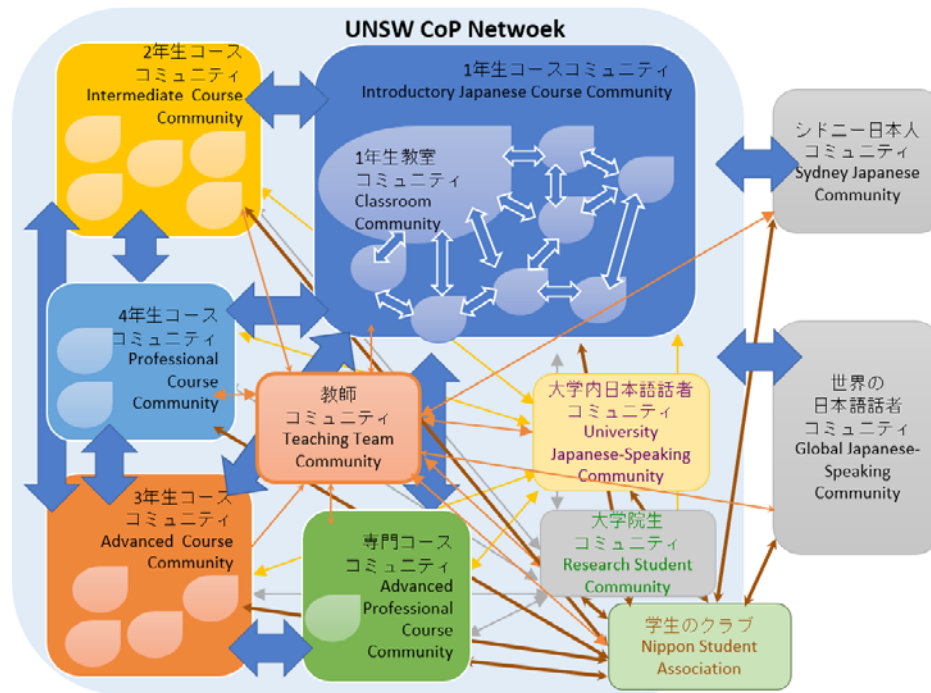 UNSW CoP Netwoek
2年生コース
コミュニティ
Intermediate Course
Community
1年生コースコミュニティ
Introductory Japanese Course Community
1年生教室
コミュニティ
Classroom
Community
シドニー日本人
コミュニティ
Sydney Japanese
Community
4年生コース
コミュニティ
Professional
Course
Community
教師
コミュニティ
Teaching Team
Community
大学内日本語話者
コミュニティ
University
Japanese-Speaking
Community
世界の
日本語話者
コミュニティ
Global Japanese-
Speaking
Community
3年生コース
コミュニティ
Advanced Course
Community
専門コース
コミュニティ
Advanced
Professional
Course
Community
大学院生
コミュニティ
Research Student
Community
学生のクラブ
Nippon Student
Association